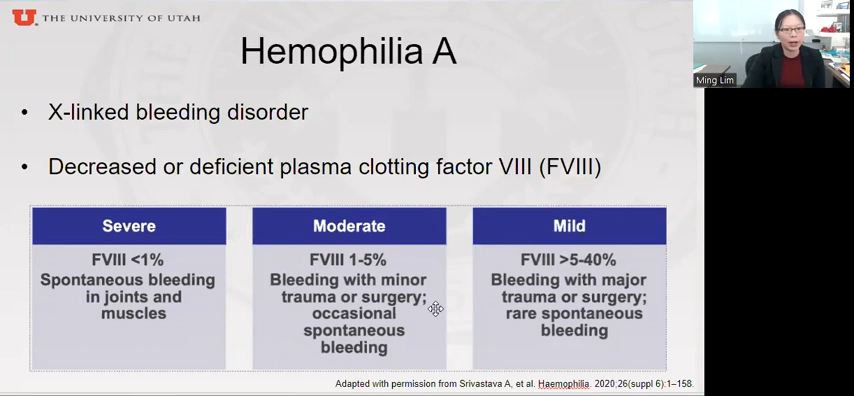 THE UNIVERSITY OF UTAH
Hemophilia A
Ming Lim
• X-linked bleeding disorder
• Decreased or deficient plasma clotting factor VIII (FVIII)
Severe
FVIII <1%
Spontaneous bleeding
in joints and
muscles
Moderate
FVIII 1-5%
Bleeding with minor
trauma or surgery;
occasional
spontaneous
bleeding
Mild
FVIII >5-40%
Bleeding with major
trauma or surgery;
rare spontaneous
bleeding
Adapted with permission from Srivastava A, et al. Haemophilia. 2020;26(suppl 6):1–158.